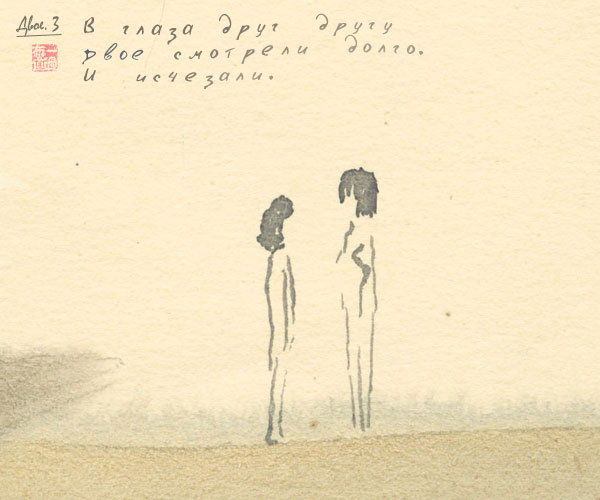 Двое. 3
В глаза друг другу
двое смотрели долго.
И исчезали.